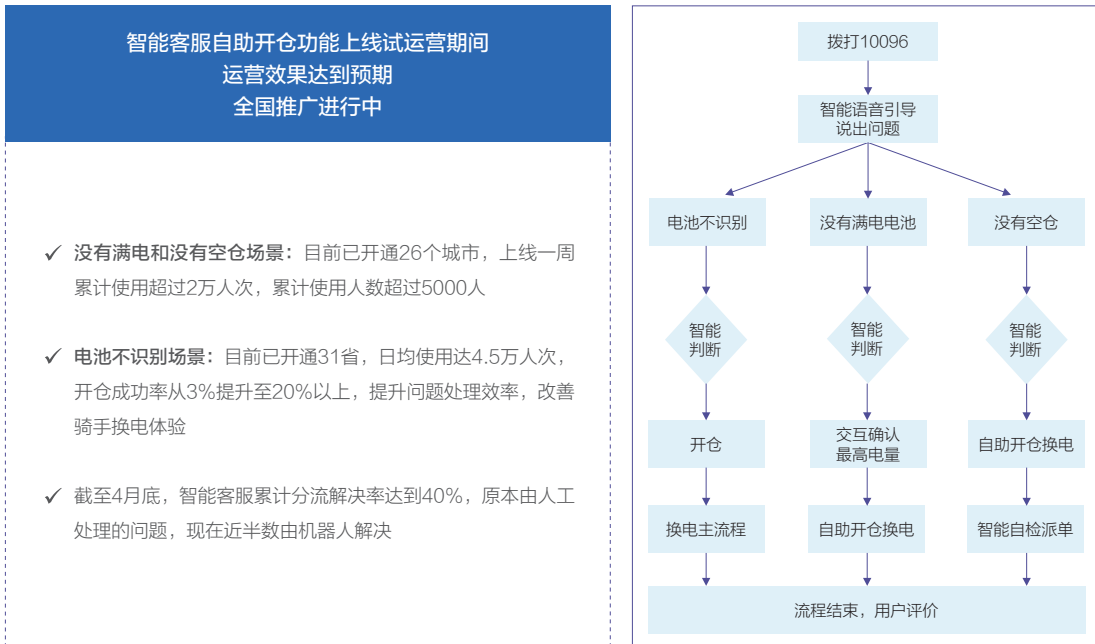 智能客服自助开仓功能上线试运营期间
运营效果达到预期
全国推广进行中
✓ 没有满电和没有空仓场景：目前已开通26个城市，上线一周
累计使用超过2万人次，累计使用人数超过5000人
✓ 电池不识别场景：目前已开通31省，日均使用达4.5万人次，
开仓成功率从3%提升至20%以上，提升问题处理效率，改善
骑手换电体验
✓ 截至4月底，智能客服累计分流解决率达到40%，原本由人工
处理的问题，现在近半数由机器人解决
拨打10096
智能语音引导
说出问题
电池不识别
没有满电电池
没有空仓
智能
判断
智能
判断
智能
判断
开仓
交互确认
最高电量
自助开仓换电
换电主流程
自助开仓换电
智能自检派单
流程结束，用户评价